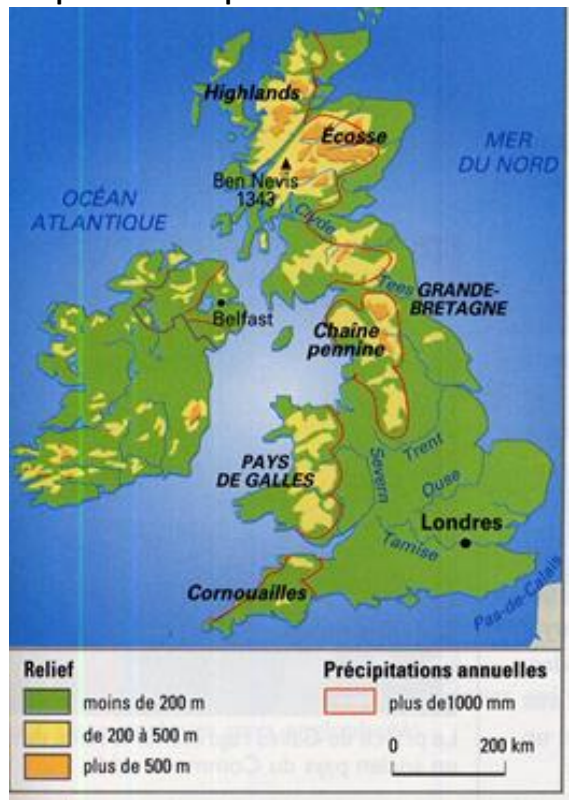 Highlands
Écosse
MER
DU NORD
Ben Nevis
1343
OCÉAN
ATLANTIQUE
Clyde
Tees
GRANDE-
BRETAGNE
Belfast
Chaîne
pennine
PAYS
DE GALLES
Severn
Trent
Ouse
Londres
Tamise
Cornouailles
Pas-de-Calais
Relief
moins de 200 m
de 200 à 500 m
plus de 500 m
Précipitations annuelles
plus de1000 mm
0 200 km